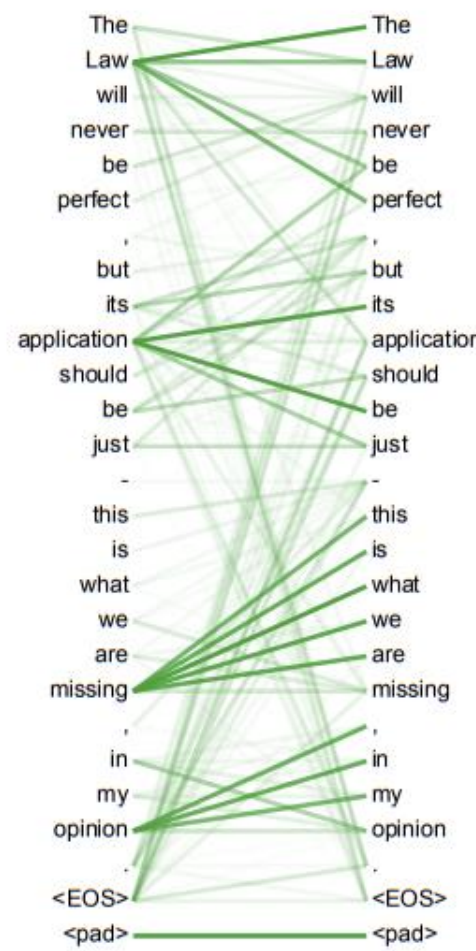 The The
Law Law
will will
never never
be be
perfect perfect
, ,
but but
its its
application application
should should
be be
just just
- -
this this
is is
what what
we we
are are
missing missing
, ,
in in
my my
opinion opinion
. .
<EOS> <EOS>
<pad> <pad>